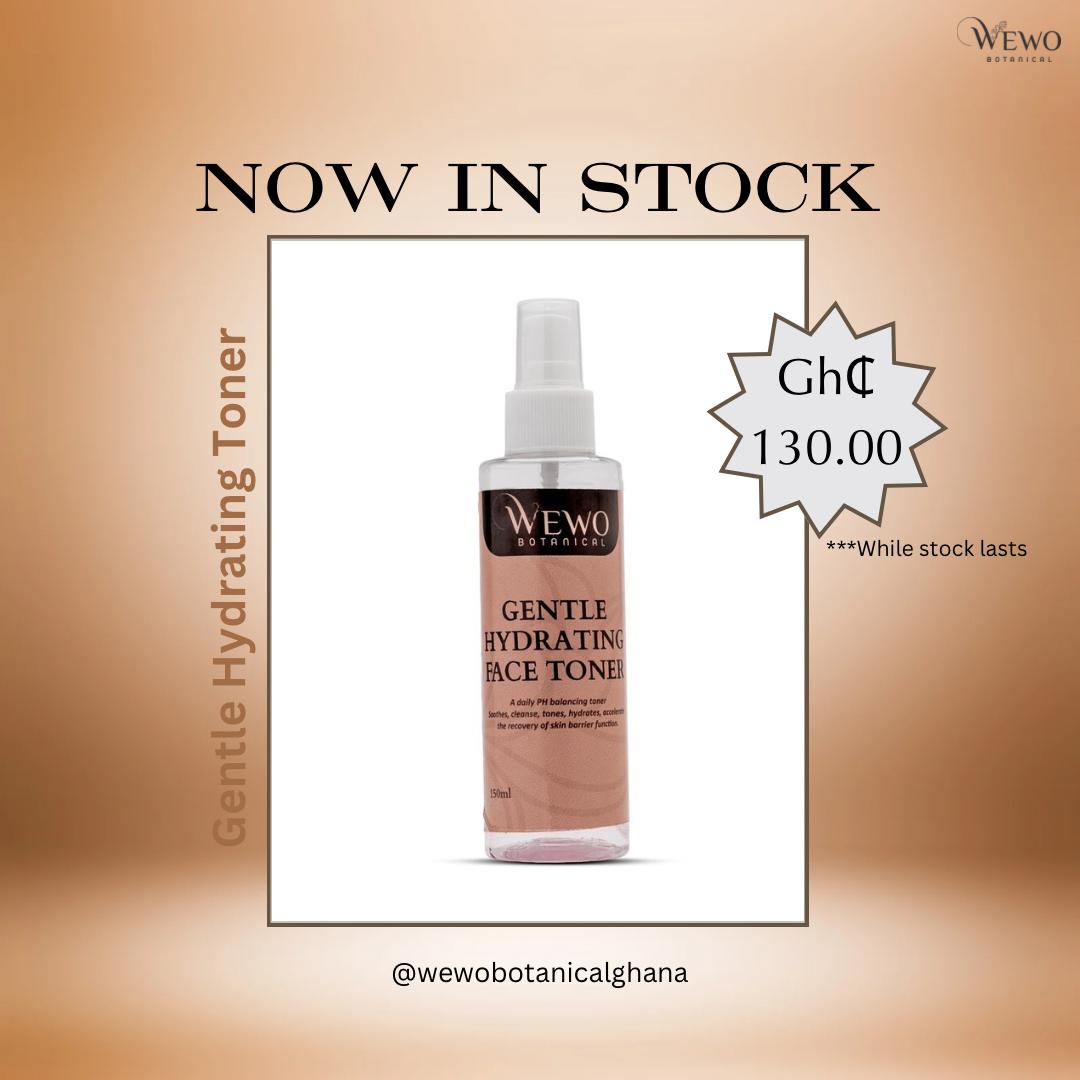 WEWO
BOTANICAL
NOW IN STOCK
Gentle Hydrating Toner
Gh₵
130.00
***While stock lasts
WEWO
BOTANICAL
GENTLE
HYDRATING
FACE TONER
A daily PH balancing toner
Soothes, cleanse, tones, hydrates, accelerate
the recovery of skin barrier function.
150ml
@wewobotanicalghana